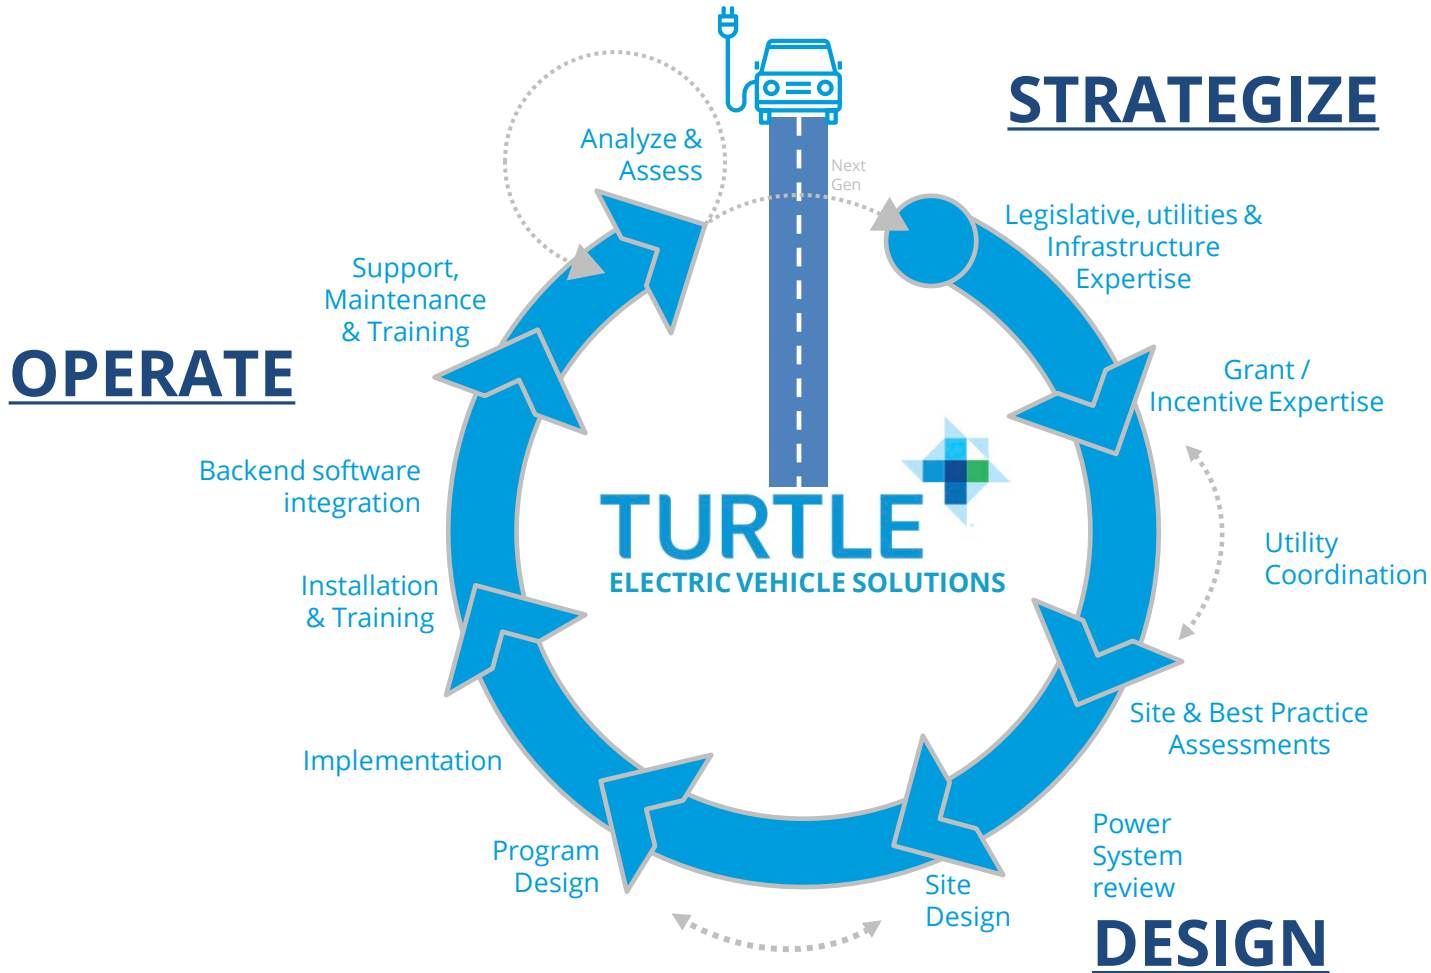 STRATEGIZE
Next
Gen
Legislative, utilities &
Infrastructure
Expertise
Grant /
Incentive Expertise
Utility
Coordination
Site & Best Practice
Assessments
Power
System
review
DESIGN
Site
Design
Program
Design
Implementation
Installation
& Training
Backend software
integration
OPERATE
Support,
Maintenance
& Training
Analyze &
Assess
TURTLE
ELECTRIC VEHICLE SOLUTIONS